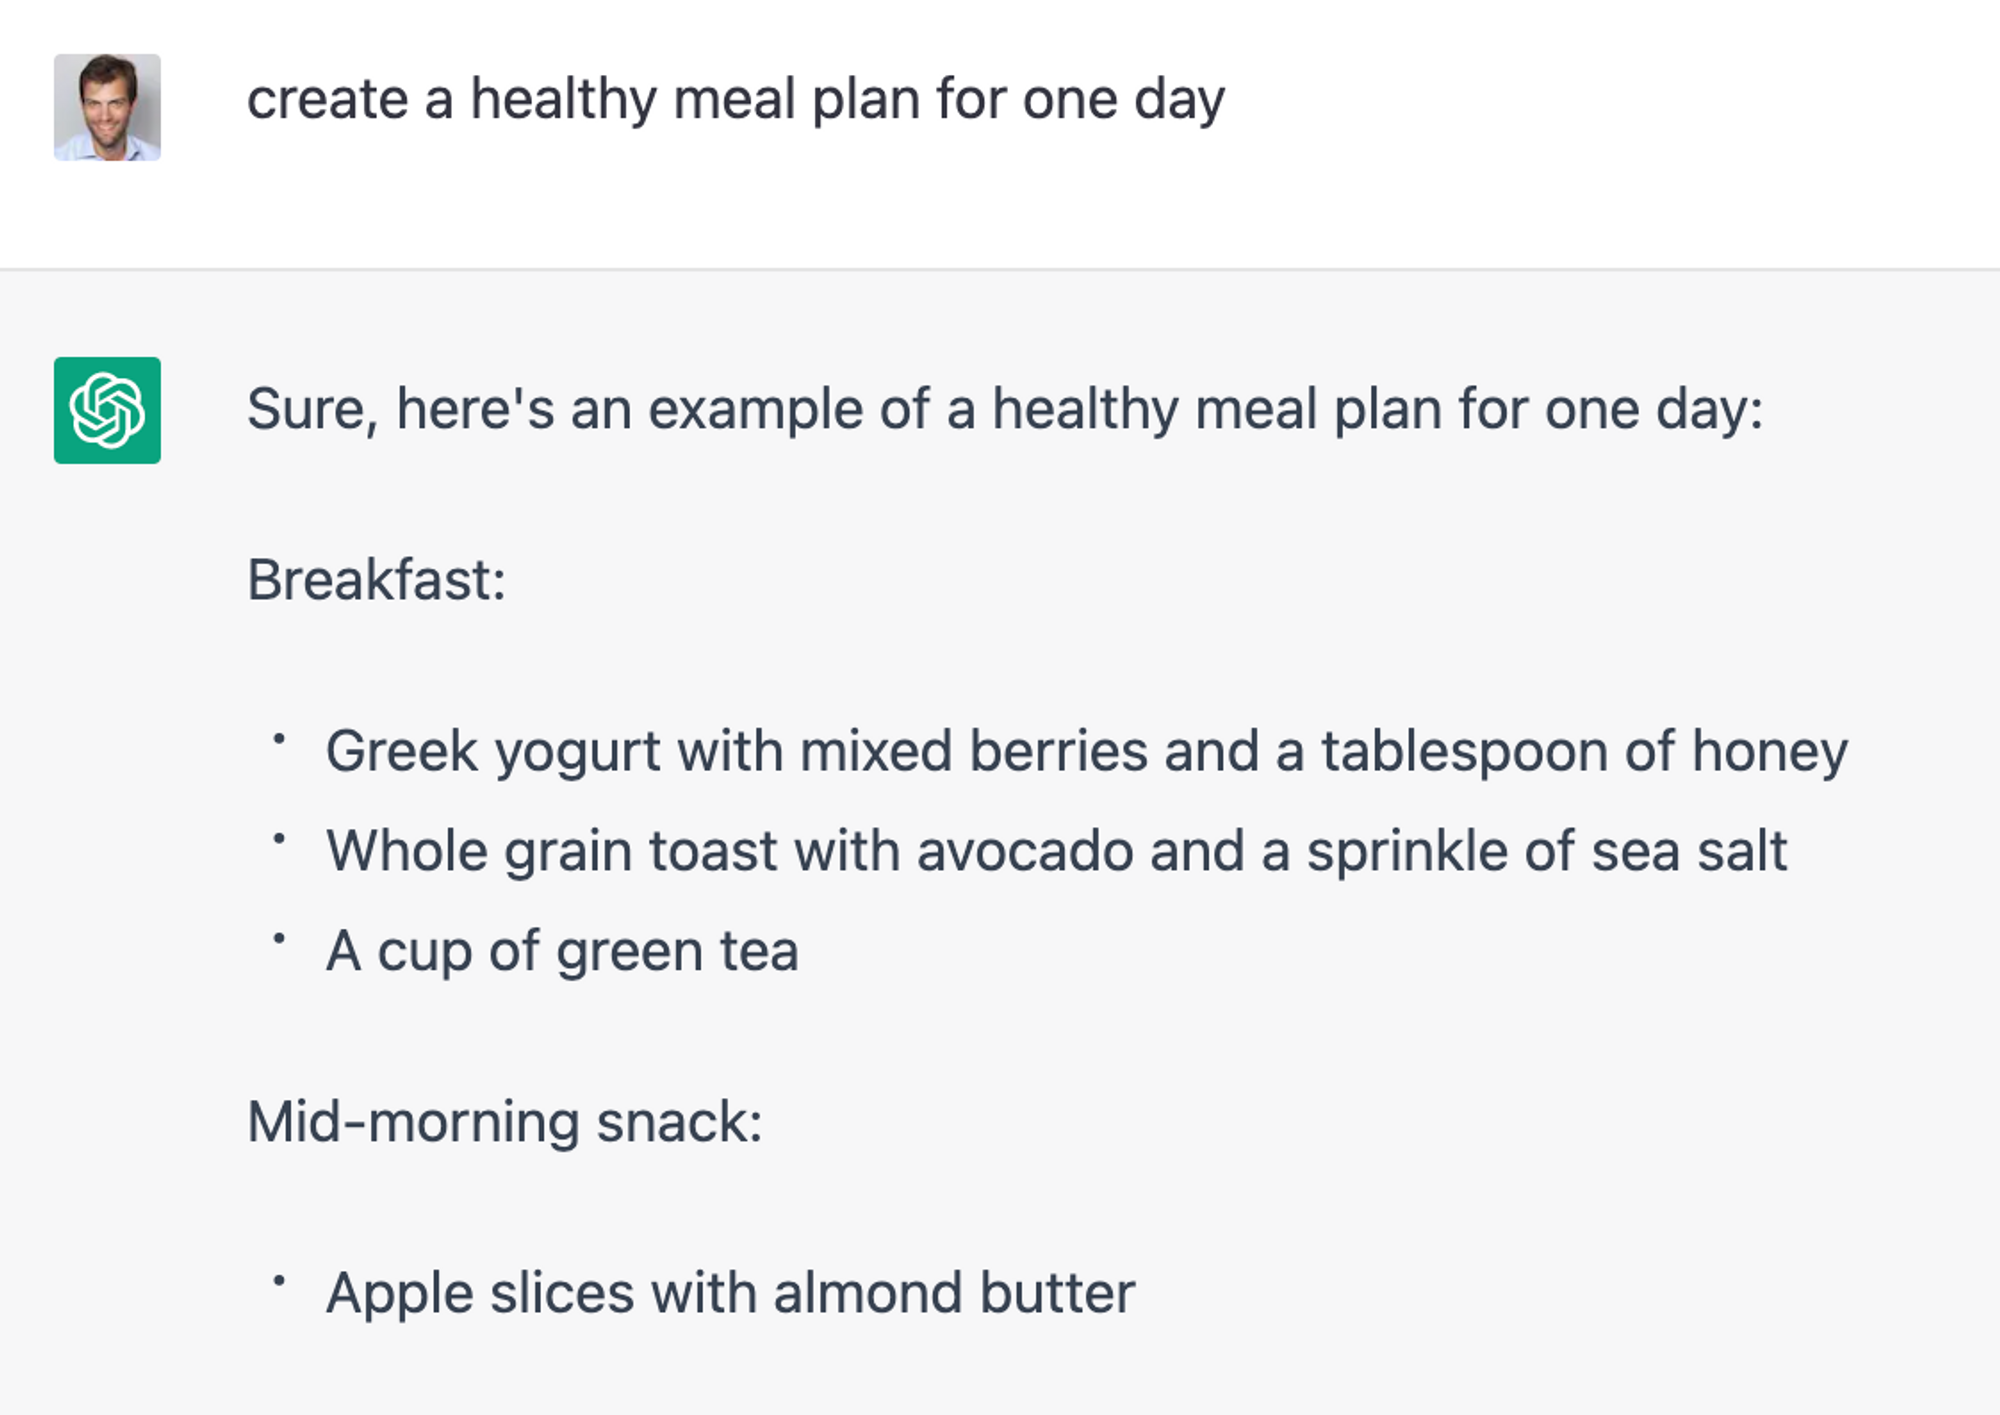 create a healthy meal plan for one day
Sure, here's an example of a healthy meal plan for one day:
Breakfast:
• Greek yogurt with mixed berries and a tablespoon of honey
• Whole grain toast with avocado and a sprinkle of sea salt
• A cup of green tea
Mid-morning snack:
• Apple slices with almond butter